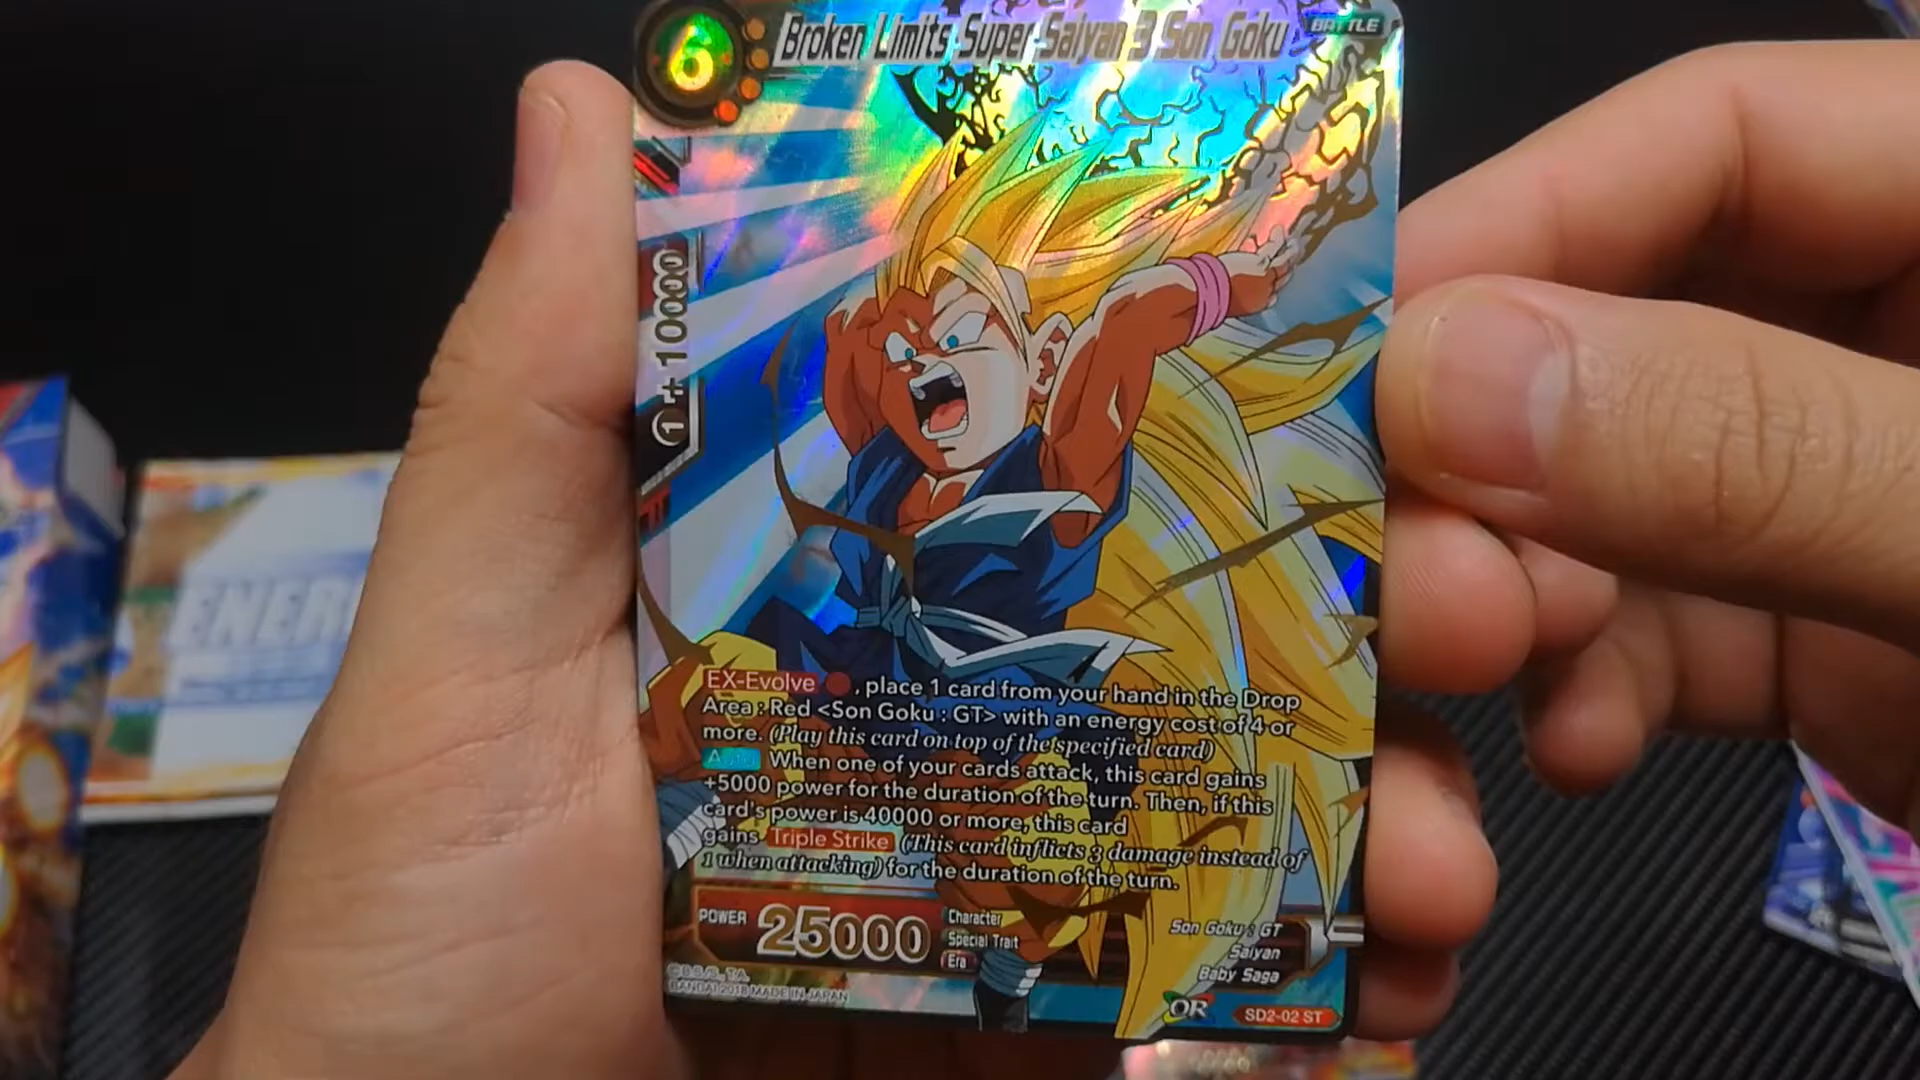 6
Broken Limits Super Saiyan 3 Son Goku
BATTLE
1 +10000
ENER
EX-Evolve , place 1 card from your hand in the Drop
Area : Red <Son Goku : GT> with an energy cost of 4 or
more. (Play this card on top of the specified card)
Auto When one of your cards attack, this card gains
+5000 power for the duration of the turn. Then, if this
card's power is 40000 or more, this card
gains Triple Strike (This card inflicts 3 damage instead of
1 when attacking) for the duration of the turn.
POWER 25000
Character Son Goku : GT
Special Trait Saiyan
Era Baby Saga
© B.S./S., T.A.
BANDAI 2018 MADE IN JAPAN
QR SD2-02 ST